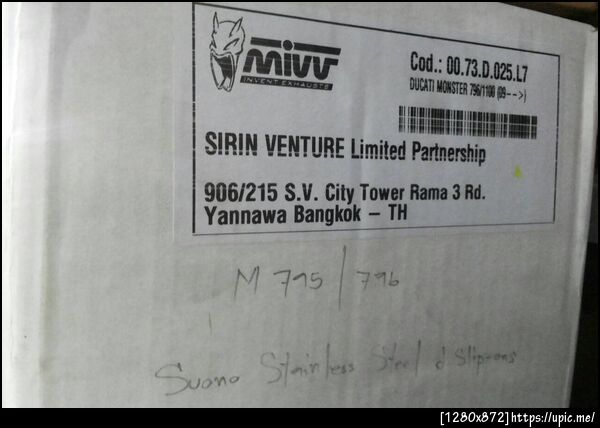 mivv
INVENT EXHAUSTS
Cod.: 00.73.D.025.L7
DUCATI MONSTER 796/1100 (09-->)
SIRIN VENTURE Limited Partnership
906/215 S.V. City Tower Rama 3 Rd.
Yannawa Bangkok – TH
M 795/796
Suono Stainless Steel d slip-ons
[1280x872]https://upic.me/